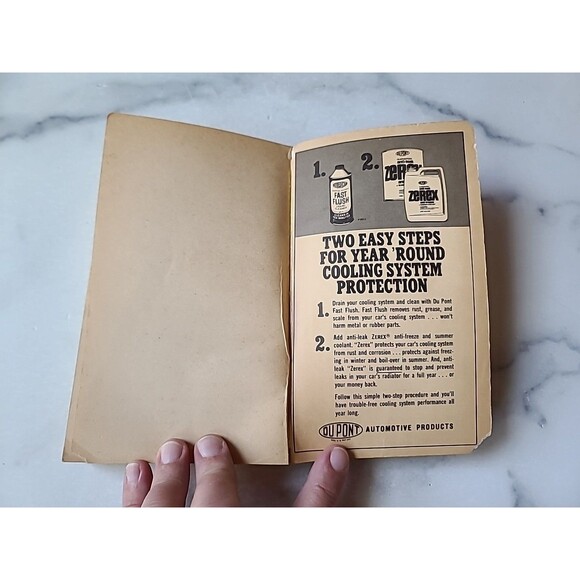 1.
2.
DU PONT
FAST
FLUSH
zeRex
zeRex
TWO EASY STEPS
FOR YEAR 'ROUND
COOLING SYSTEM
PROTECTION
1. Drain your cooling system and clean with Du Pont
Fast Flush. Fast Flush removes rust, grease, and
scale from your car's cooling system . . . won't
harm metal or rubber parts.
2. Add anti-leak ZEREX® anti-freeze and summer
coolant. "Zerex" protects your car's cooling system
from rust and corrosion . . . protects against freez-
ing in winter and boil-over in summer. And, anti-
leak "Zerex" is guaranteed to stop and prevent
leaks in your car's radiator for a full year . . . or
your money back.
Follow this simple two-step procedure and you'll
have trouble-free cooling system performance all
year long.
DU PONT AUTOMOTIVE PRODUCTS